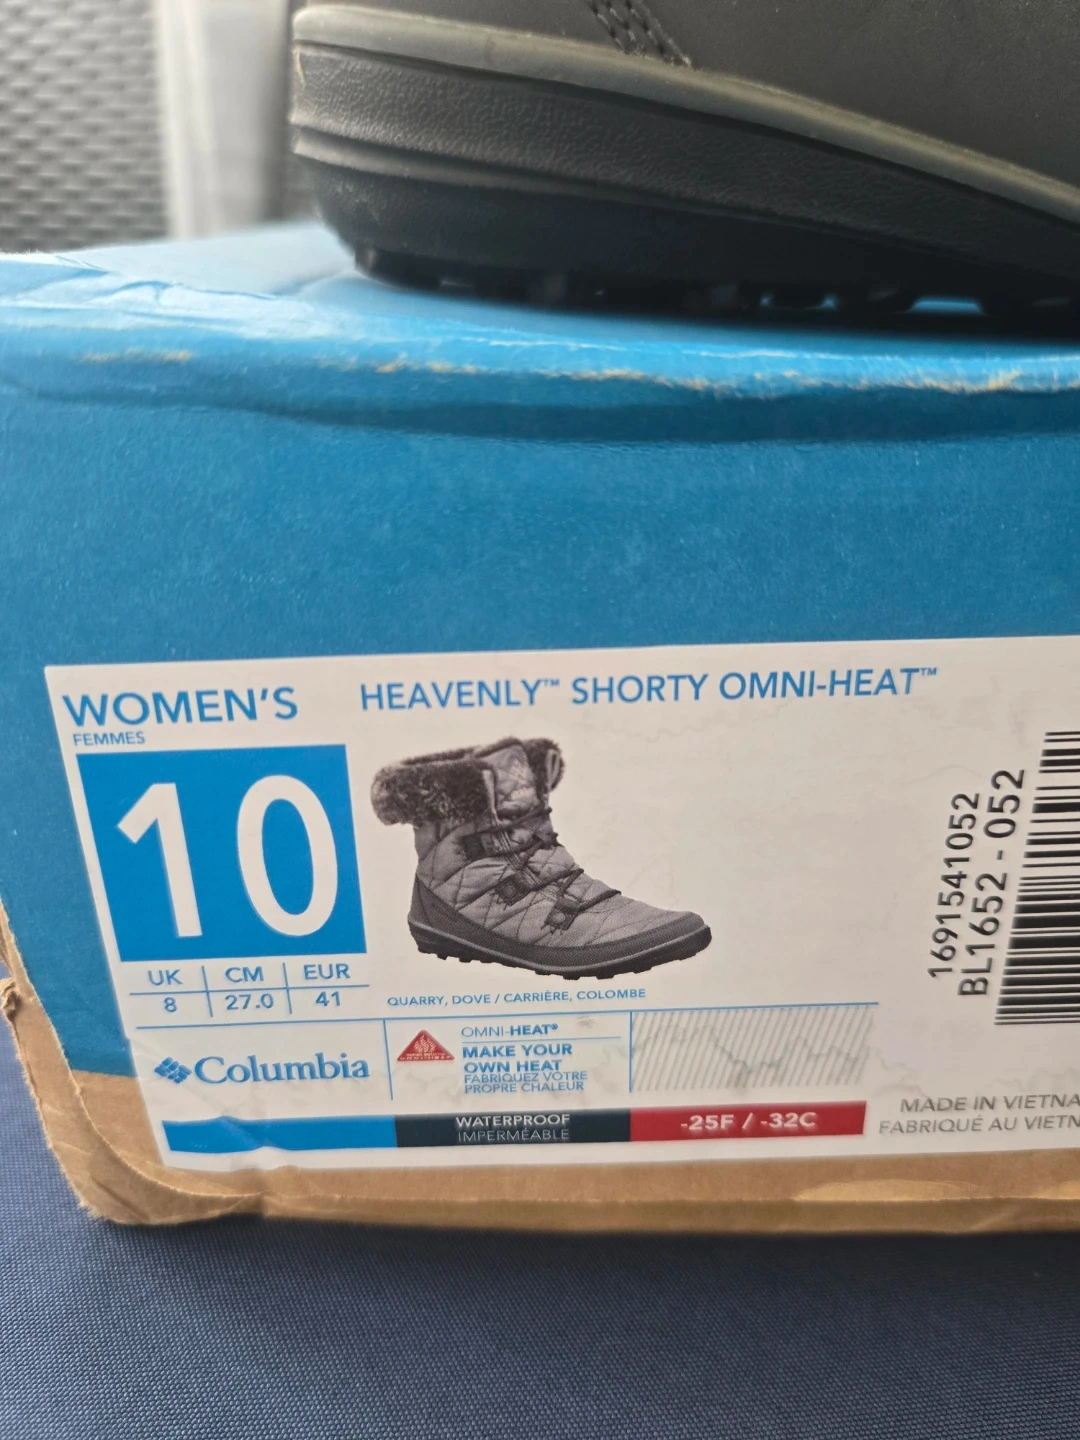 WOMEN'S
FEMMES
HEAVENLY™ SHORTY OMNI-HEAT™
10
UK CM EUR
8 27.0 41
QUARRY, DOVE / CARRIÈRE, COLOMBE
Columbia
OMNI-HEAT®
MAKE YOUR
OWN HEAT
FABRIQUEZ VOTRE
PROPRE CHALEUR
WATERPROOF
IMPERMÉABLE
-25F / -32C
1691541052
BL1652-052
MADE IN VIETNA
FABRIQUÉ AU VIETN